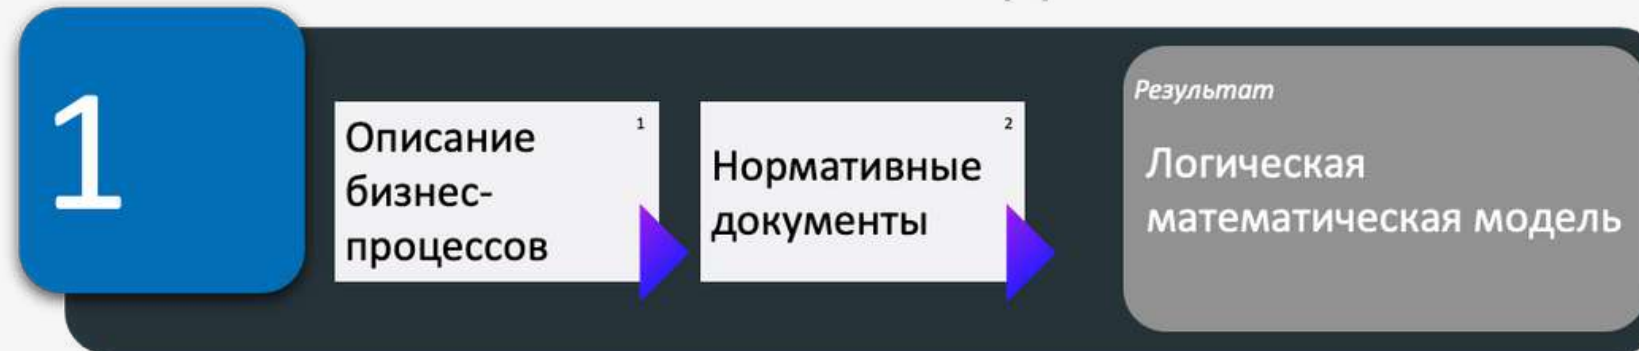 1
Описание
бизнес-
процессов
1
Нормативные
документы
2
Результат
Логическая
математическая модель